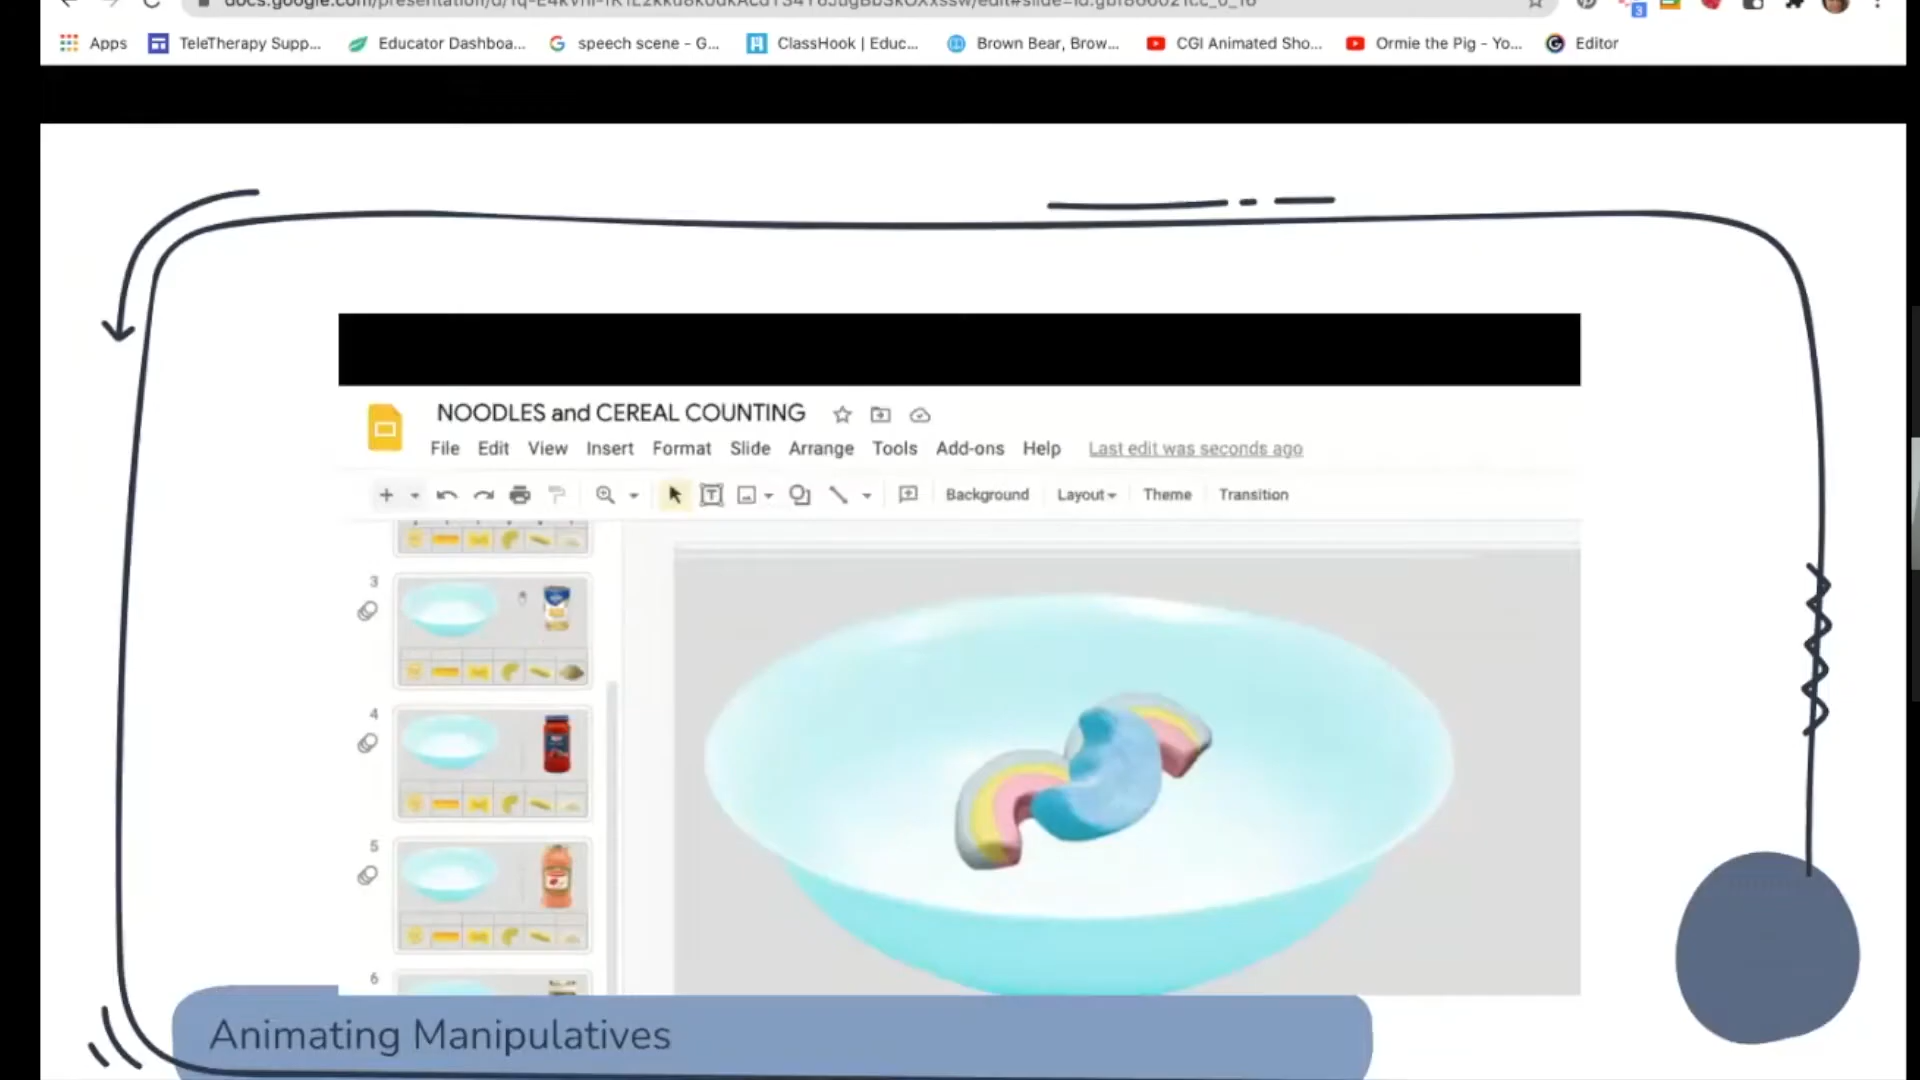 Apps TeleTherapy Supp... Educator Dashboa... speech scene - G... ClassHook | Educ... Brown Bear, Brow... CGI Animated Sho... Ormie the Pig - Yo... Editor
NOODLES and CEREAL COUNTING
File Edit View Insert Format Slide Arrange Tools Add-ons Help Last edit was seconds ago
Background Layout Theme Transition
3
4
5
6
Animating Manipulatives